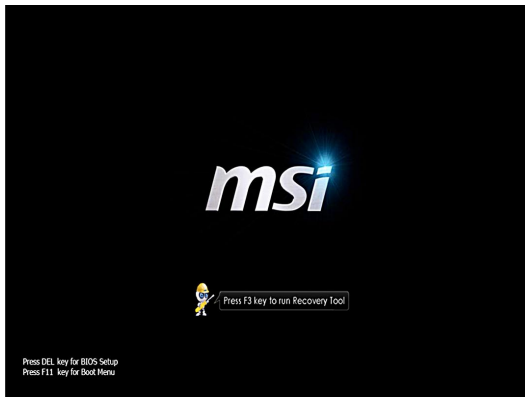 msi
Press F3 key to run Recovery Tool
Press DEL key for BIOS Setup
Press F11 key for Boot Menu